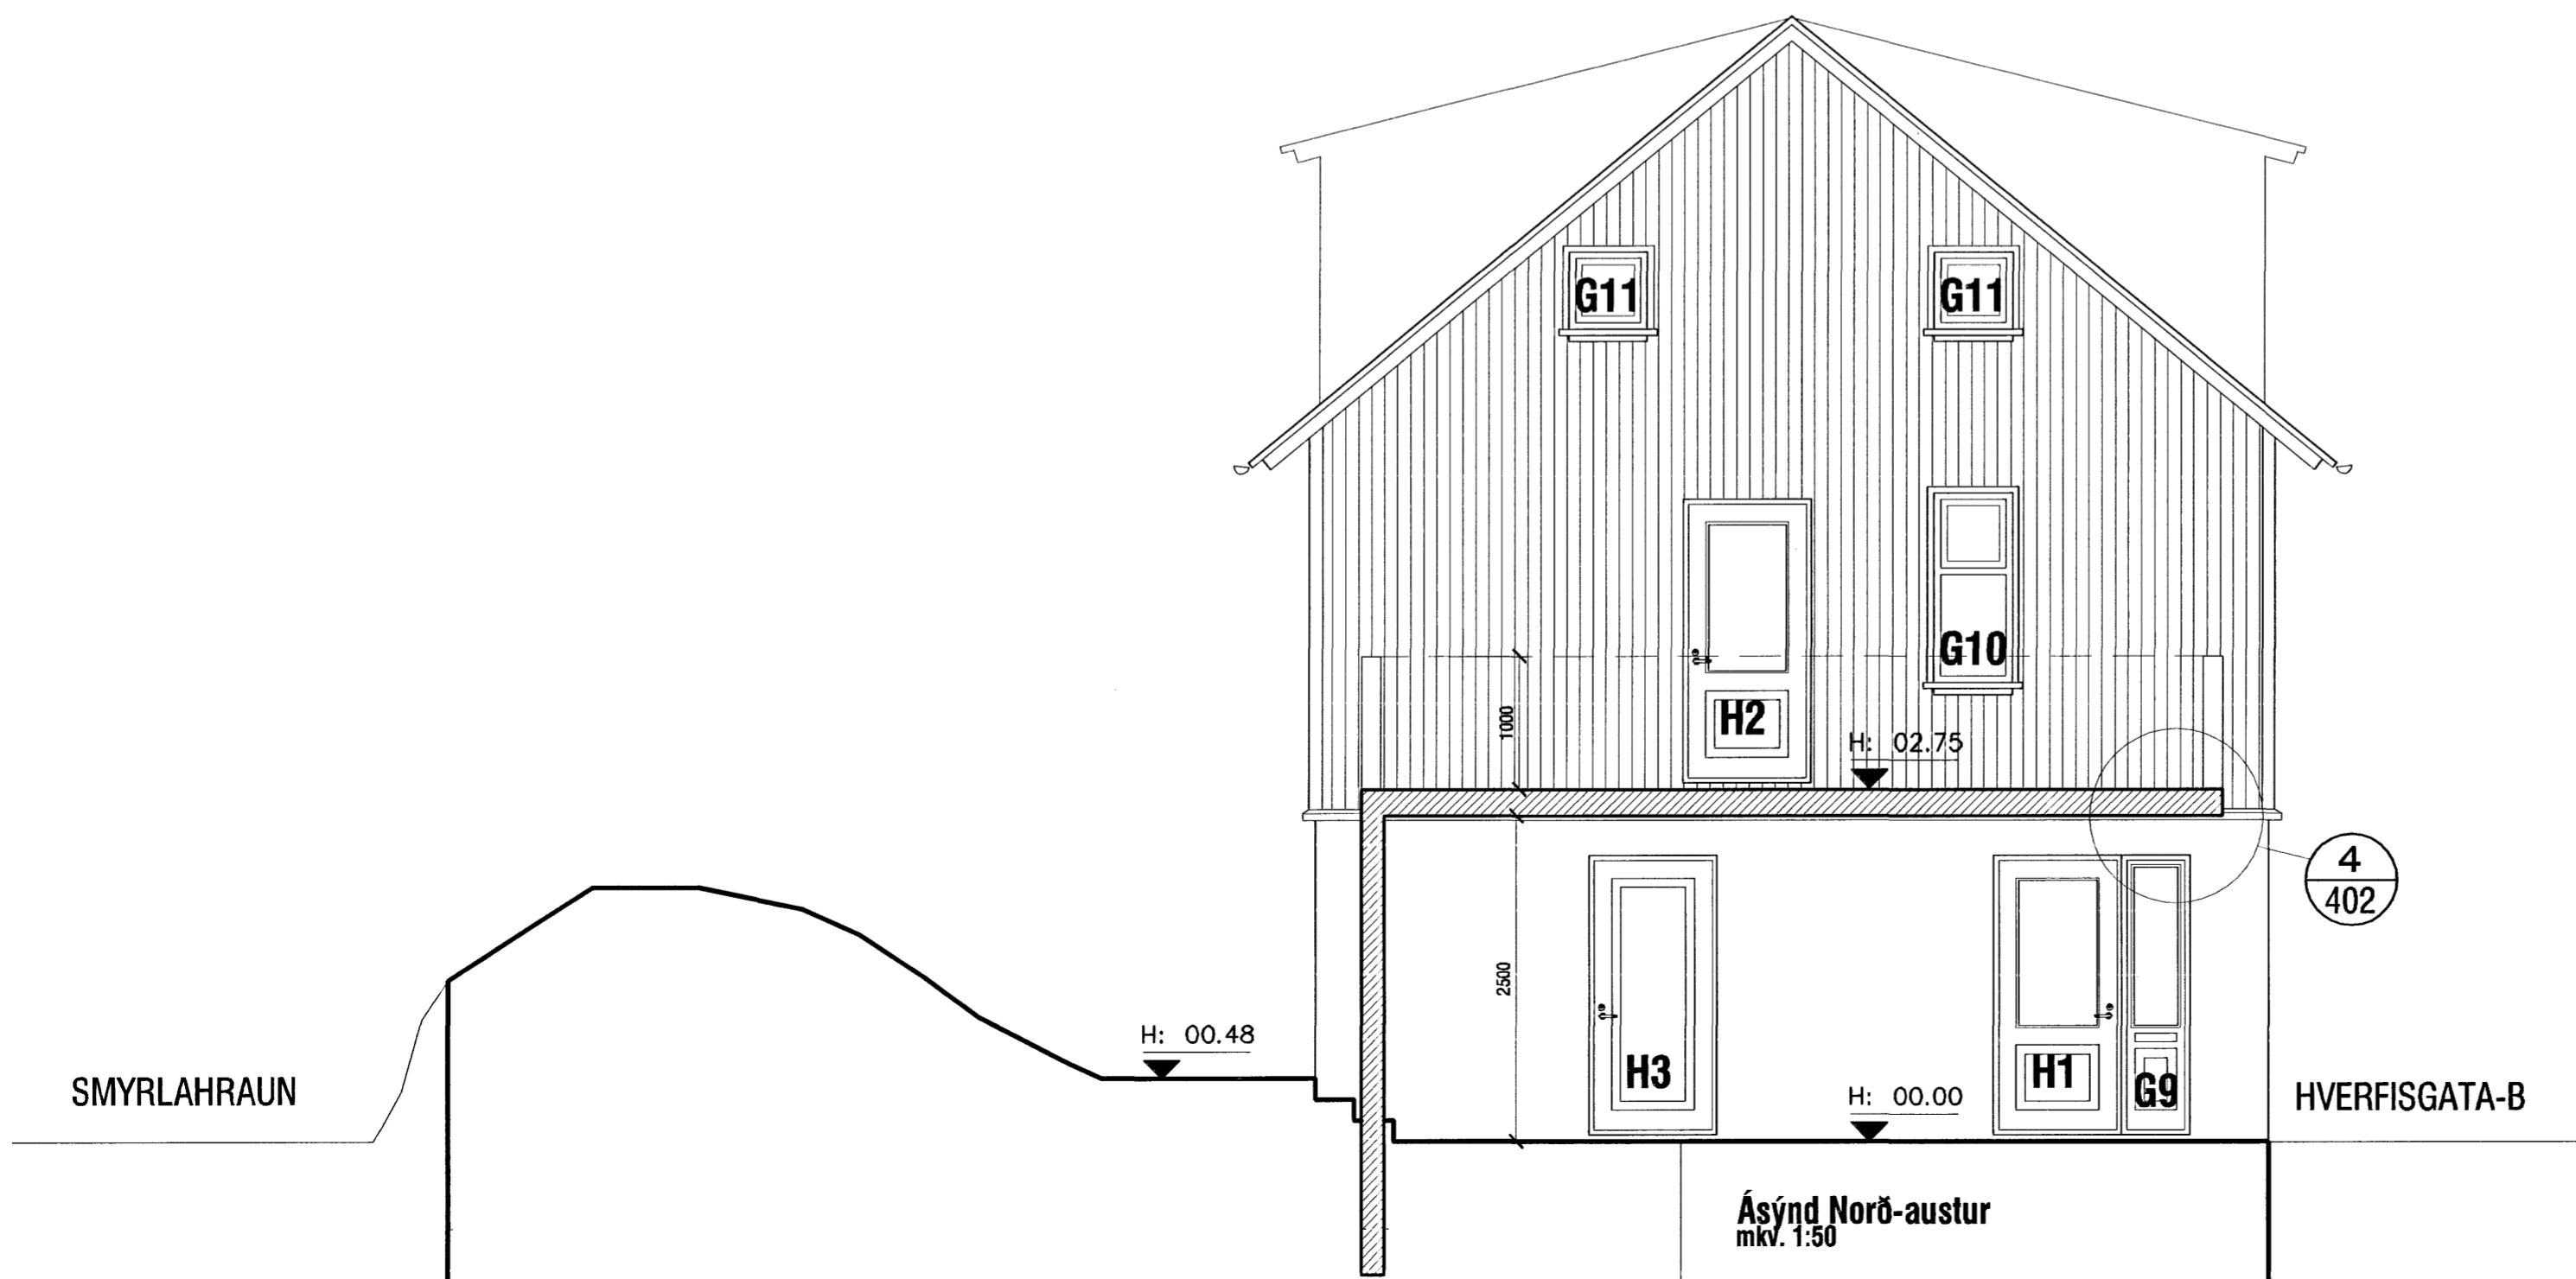 G11
G11
G10
1000
H2
H: 02.75
4
402
2500
H: 00.48
SMYRLAHRAUN
H3
H: 00.00
H1
G9
HVERFISGATA-B
Ásýnd Norð-austur
mkv. 1:50